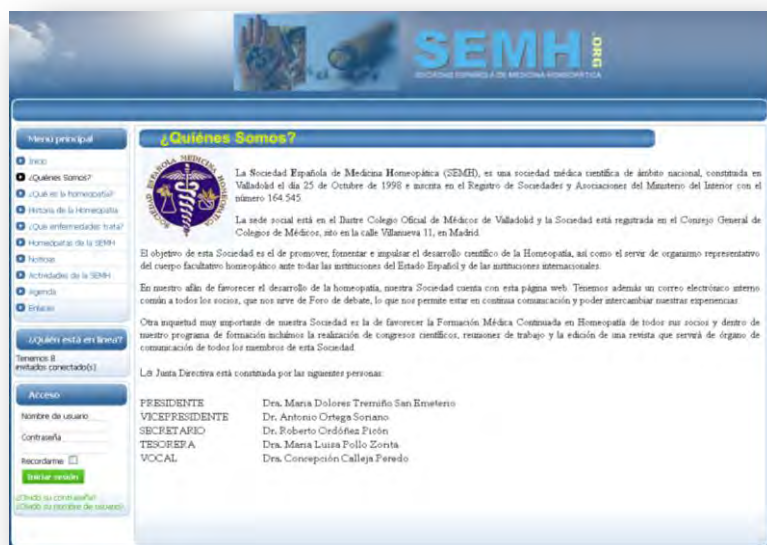 SEMH.ORG
SOCIEDAD ESPAÑOLA DE MEDICINA HOMEOPÁTICA
Menú principal
Inicio
¿Quiénes Somos?
¿Qué es la homeopatía?
Historia de la Homeopatía
¿Qué enfermedades trata?
Homeópatas de la SEMH
Noticias
Actividades de la SEMH
Agenda
Enlaces
¿Quién está en línea?
Tenemos 8
invitados conectado(s)
Acceso
Nombre de usuario
Contraseña
Recordarme
Iniciar sesión
¿Olvidó su contraseña?
¿Olvidó su nombre de usuario?
¿Quiénes Somos?
SOCIEDAD ESPAÑOLA MEDICINA HOMEOPÁTICA
La Sociedad Española de Medicina Homeopática (SEMH), es una sociedad médica científica de ámbito nacional, constituida en
Valladolid el día 25 de Octubre de 1998 e inscrita en el Registro de Sociedades y Asociaciones del Ministerio del Interior con el
número 164.545.
La sede social está en el Ilustre Colegio Oficial de Médicos de Valladolid y la Sociedad está registrada en el Consejo General de
Colegios de Médicos, sito en la calle Villanueva 11, en Madrid.
El objetivo de esta Sociedad es el de promover, fomentar e impulsar el desarrollo científico de la Homeopatía, así como el servir de organismo representativo
del cuerpo facultativo homeopático ante todas las instituciones del Estado Español y de las instituciones internacionales.
En nuestro afán de favorecer el desarrollo de la homeopatía, nuestra Sociedad cuenta con esta página web. Tenemos además un correo electrónico interno
común a todos los socios, que nos sirve de Foro de debate, lo que nos permite estar en continua comunicación y poder intercambiar nuestras experiencias.
Otra inquietud muy importante de nuestra Sociedad es la de favorecer la Formación Médica Continuada en Homeopatía de todos sus socios y dentro de
nuestro programa de formación incluimos la realización de congresos científicos, reuniones de trabajo y la edición de una revista que servirá de órgano de
comunicación de todos los miembros de esta Sociedad.
La Junta Directiva está constituida por las siguientes personas:
PRESIDENTE Dra. Maria Dolores Tremiño San Emeterio
VICEPRESIDENTE Dr. Antonio Ortega Soriano
SECRETARIO Dr. Roberto Ordóñez Picón
TESORERA Dra. Maria Luisa Pollo Zorita
VOCAL Dra. Concepción Calleja Peredo